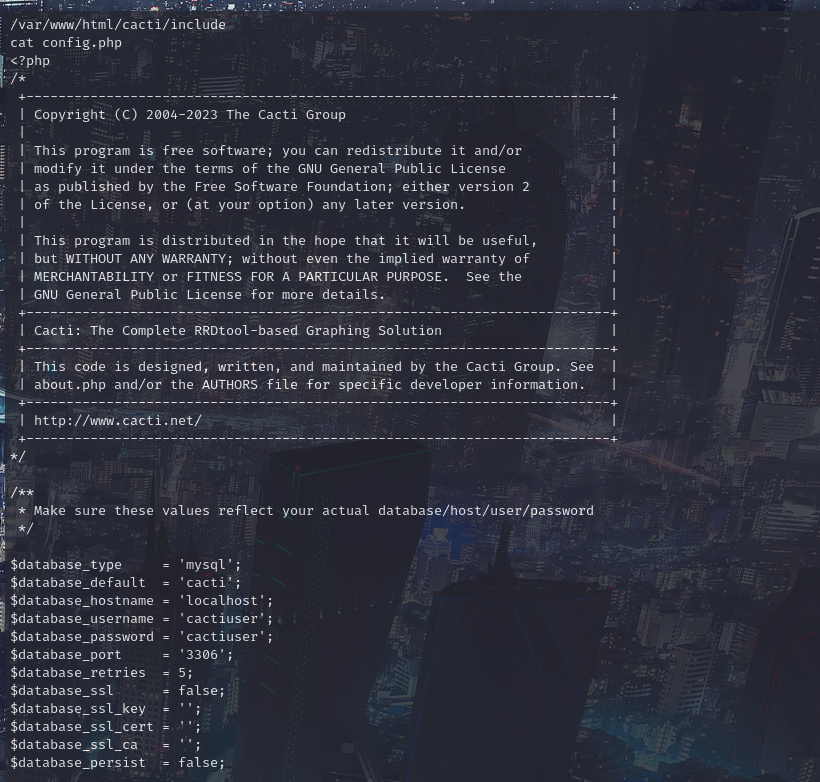 /var/www/html/cacti/include
cat config.php
<?php
/*
 +-------------------------------------------------------------------------+
 | Copyright (C) 2004-2023 The Cacti Group                                 |
 |                                                                         |
 | This program is free software; you can redistribute it and/or           |
 | modify it under the terms of the GNU General Public License             |
 | as published by the Free Software Foundation; either version 2          |
 | of the License, or (at your option) any later version.                  |
 |                                                                         |
 | This program is distributed in the hope that it will be useful,         |
 | but WITHOUT ANY WARRANTY; without even the implied warranty of          |
 | MERCHANTABILITY or FITNESS FOR A PARTICULAR PURPOSE.  See the           |
 | GNU General Public License for more details.                            |
 +-------------------------------------------------------------------------+
 | Cacti: The Complete RRDtool-based Graphing Solution                     |
 +-------------------------------------------------------------------------+
 | This code is designed, written, and maintained by the Cacti Group. See  |
 | about.php and/or the AUTHORS file for specific developer information.   |
 +-------------------------------------------------------------------------+
 | http://www.cacti.net/                                                   |
 +-------------------------------------------------------------------------+
*/

/**
 * Make sure these values reflect your actual database/host/user/password
 */

$database_type     = 'mysql';
$database_default  = 'cacti';
$database_hostname = 'localhost';
$database_username = 'cactiuser';
$database_password = 'cactiuser';
$database_port     = '3306';
$database_retries  = 5;
$database_ssl      = false;
$database_ssl_key  = '';
$database_ssl_cert = '';
$database_ssl_ca   = '';
$database_persist  = false;